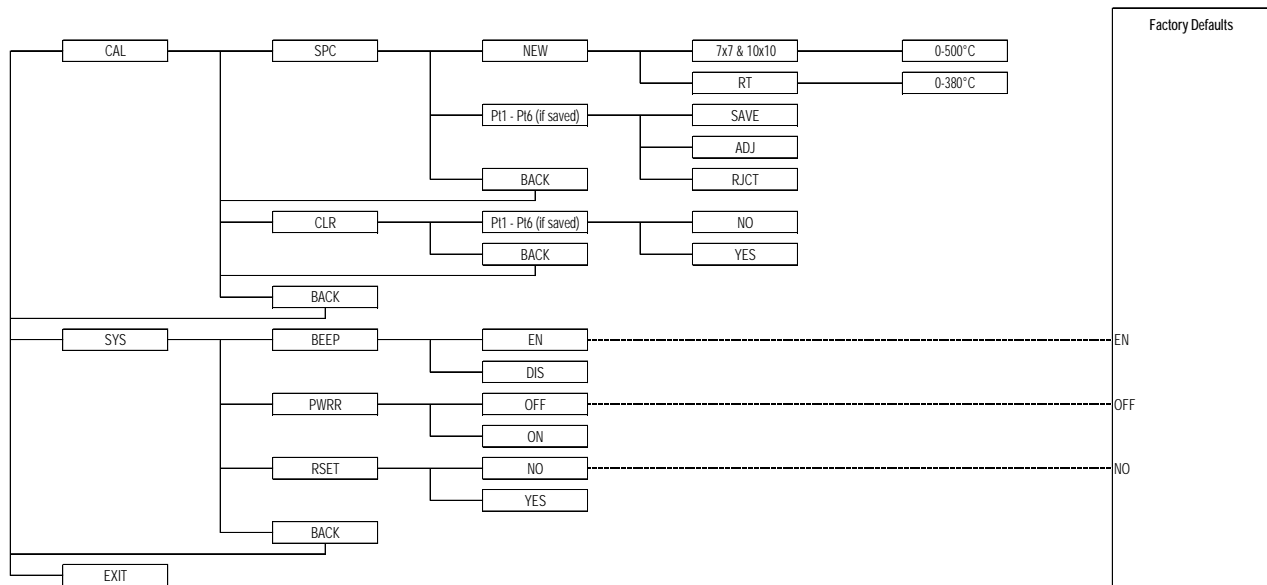 Factory Defaults
CAL
SPC
NEW
7x7 & 10x10
0-500°C
RT
0-380°C
Pt1 - Pt6 (if saved)
SAVE
ADJ
RJCT
BACK
CLR
Pt1 - Pt6 (if saved)
NO
YES
BACK
BACK
SYS
BEEP
EN
EN
DIS
PWRR
OFF
OFF
ON
RSET
NO
NO
YES
BACK
EXIT